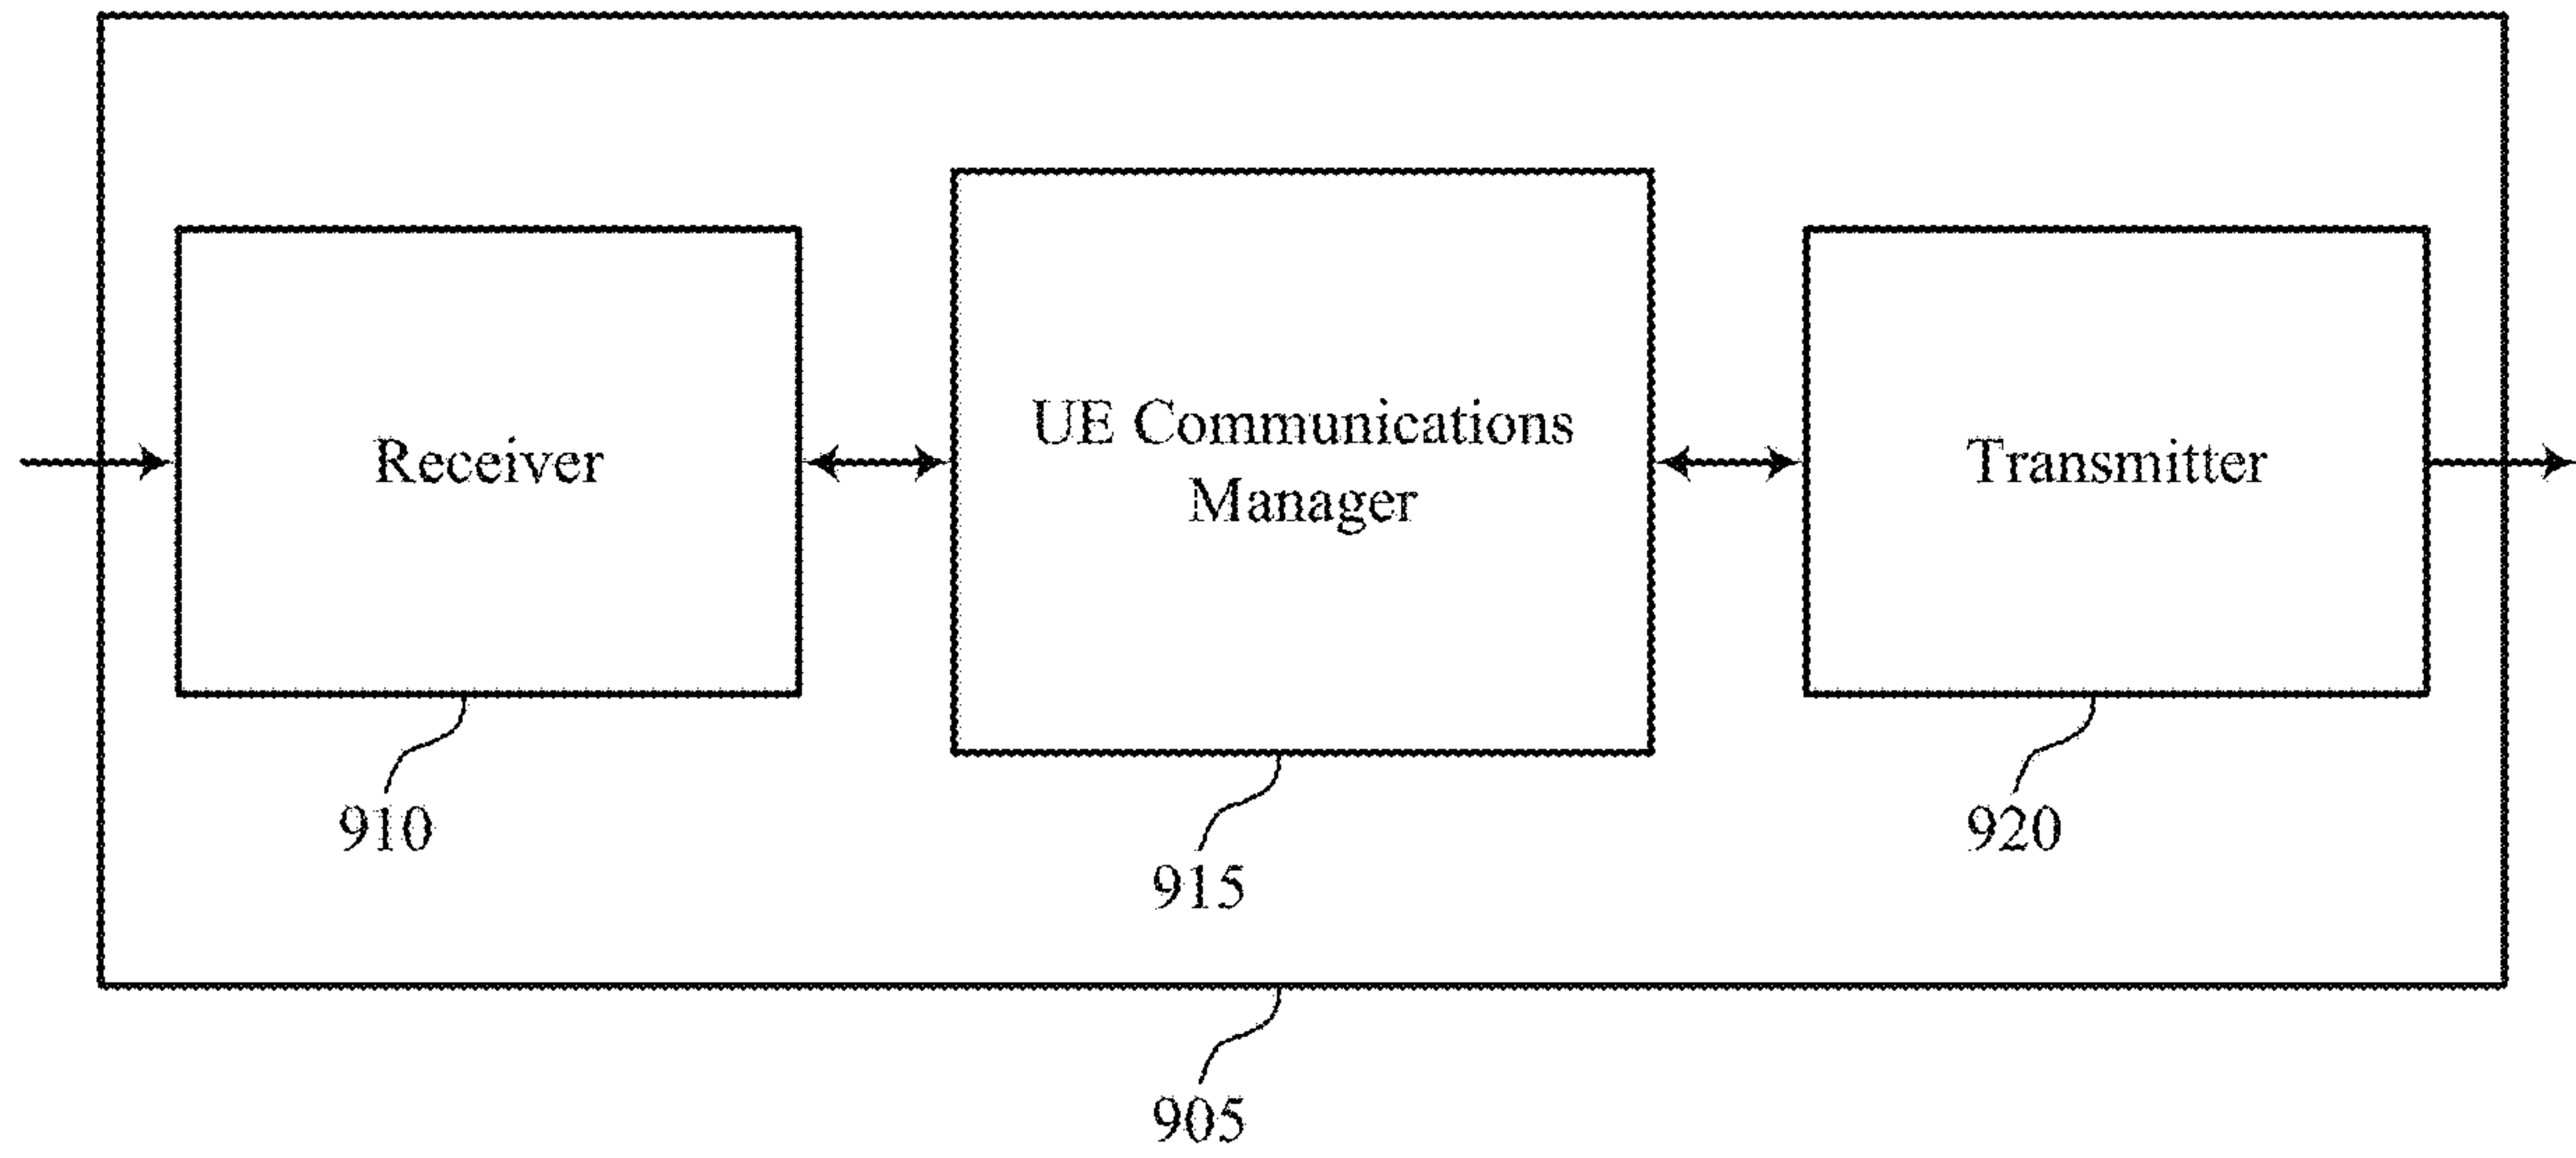 Receiver
UE Communications
Manager
Transmitter
910
915
920
905